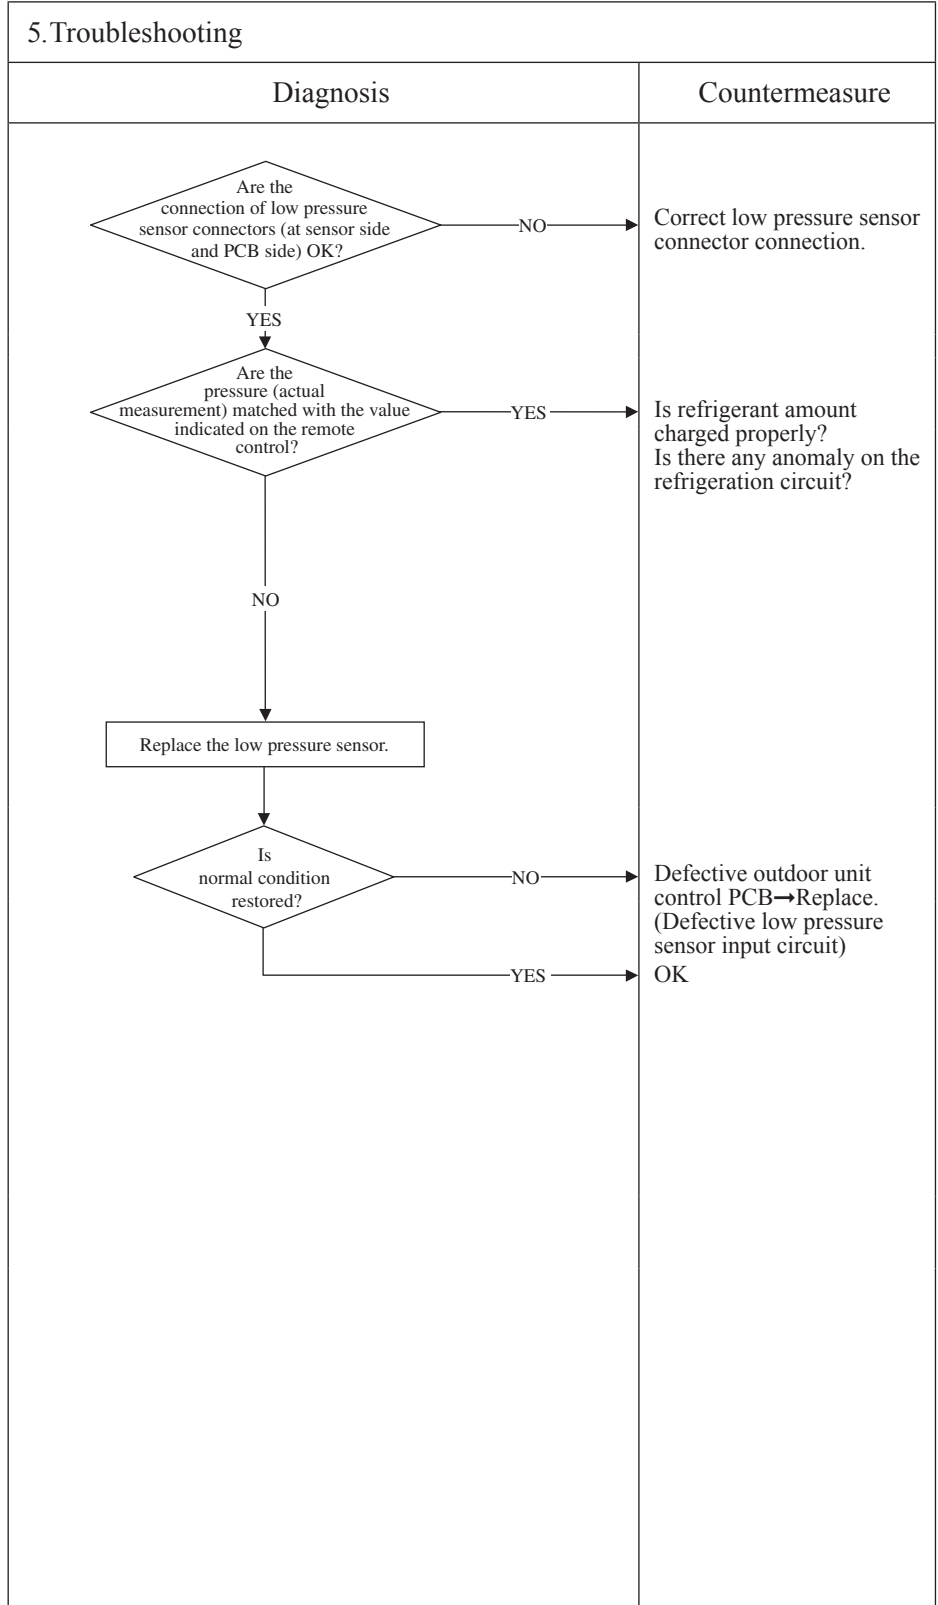 5.Troubleshooting
Diagnosis
Countermeasure
Are the
connection of low pressure
sensor connectors (at sensor side
and PCB side) OK?
NO
Correct low pressure sensor
connector connection.
YES
Are the
pressure (actual
measurement) matched with the value
indicated on the remote
control?
YES
Is refrigerant amount
charged properly?
Is there any anomaly on the
refrigeration circuit?
NO
Replace the low pressure sensor.
Is
normal condition
restored?
NO
Defective outdoor unit
control PCB→Replace.
(Defective low pressure
sensor input circuit)
YES
OK